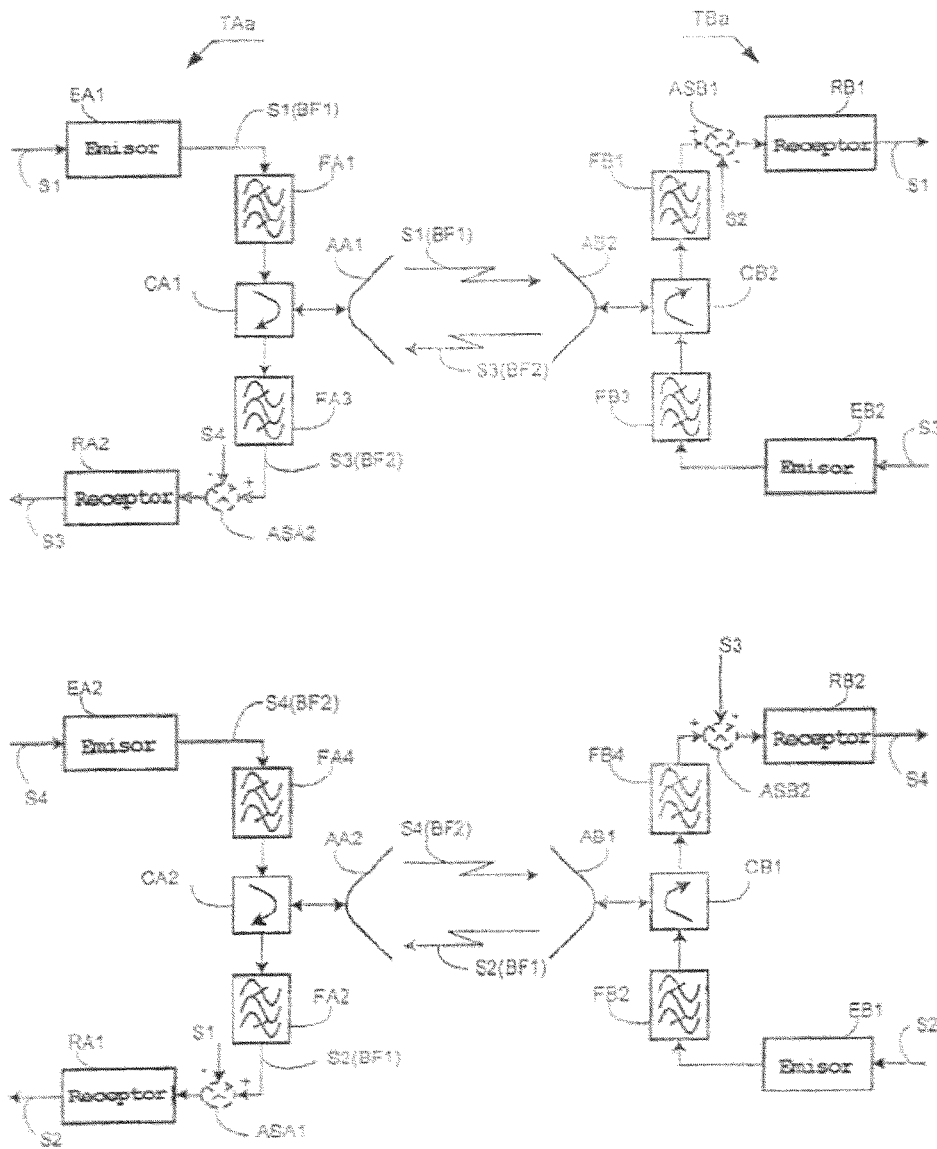 TAa
TBa
EA1
S1(BF1)
ASB1
RB1
Emisor
Receptor
S1
FA1
FB1
S1
S2
AA1
S1(BF1)
AB2
CA1
CB2
S3(BF2)
FA3
FB3
EB2
S3
RA2
S4
S3(BF2)
Emisor
Receptor
S3
ASA2
S3
EA2
S4(BF2)
RB2
Emisor
Receptor
S4
FA4
FB4
ASB2
S4
AA2
S4(BF2)
AB1
CA2
CB1
S2(BF1)
FA2
FB2
EB1
S2
RA1
S1
S2(BF1)
Emisor
Receptor
S2
ASA1